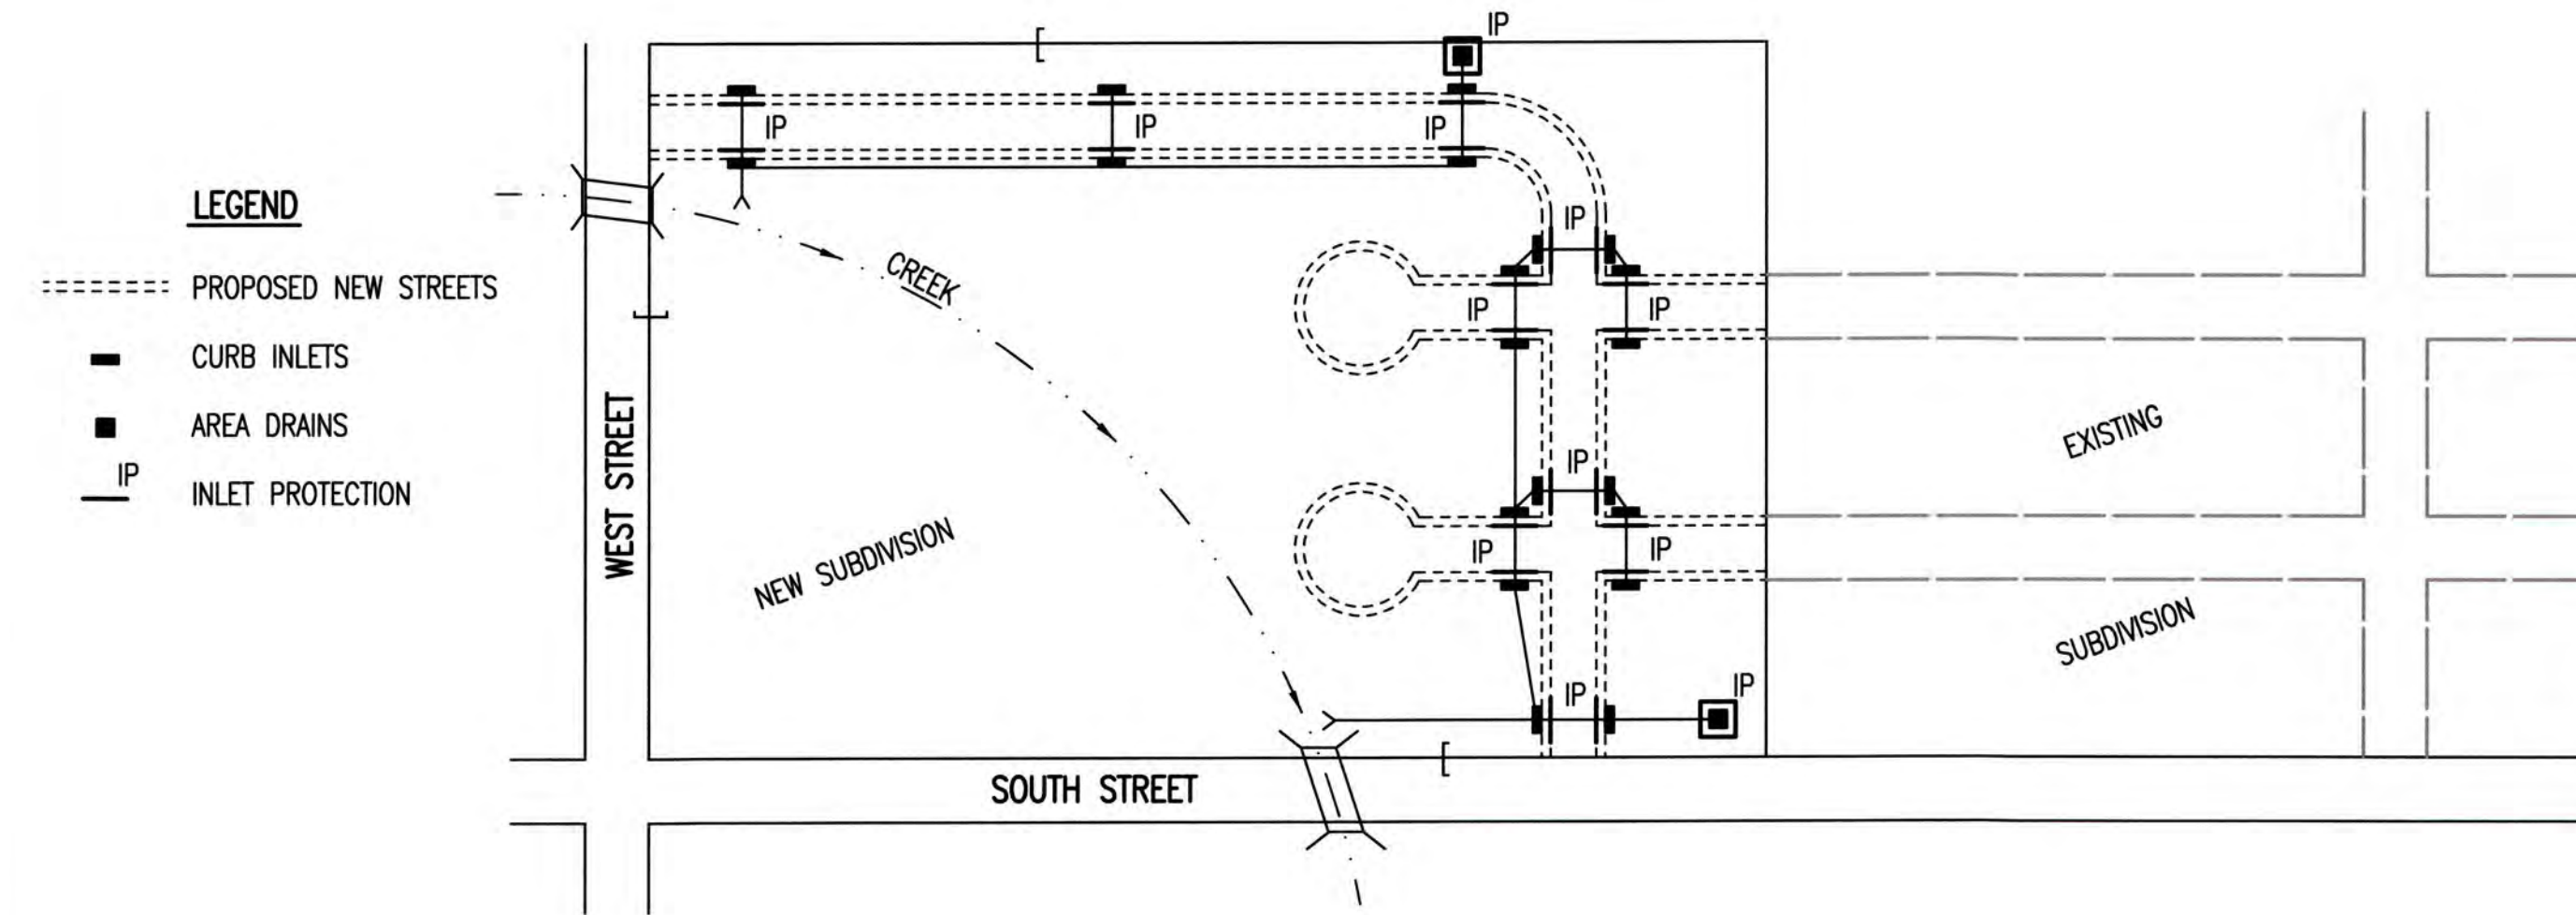 LEGEND
PROPOSED NEW STREETS
CURB INLETS
AREA DRAINS
IP
INLET PROTECTION
IP
IP
IP
IP
IP
IP
IP
IP
IP
IP
IP
IP
CREEK
WEST STREET
NEW SUBDIVISION
SOUTH STREET
EXISTING
SUBDIVISION